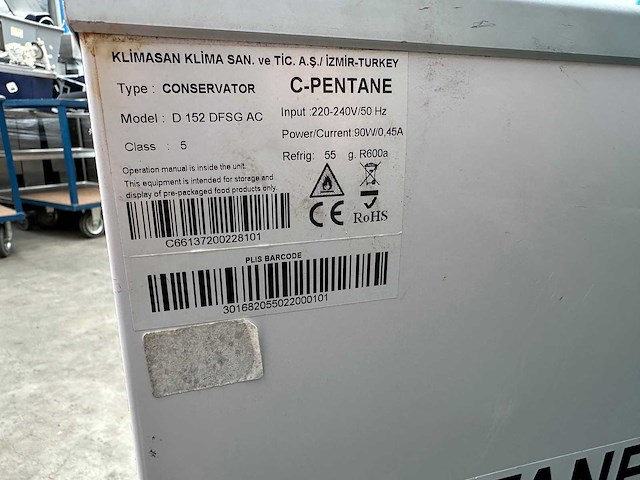 KLİMASAN KLİMA SAN. ve TİC. A.Ş./ İZMİR-TURKEY
Type : CONSERVATOR C-PENTANE
Model : D 152 DFSG AC Input :220-240V/50 Hz
Power/Current:90W/0,45A
Class : 5 Refrig: 55 g. R600a
Operation manual is inside the unit.
This equipment is intended for storage and
display of pre-packaged food products only.
CE RoHS
C66137200228101
PLIS BARCODE
301682055022000101
TANE